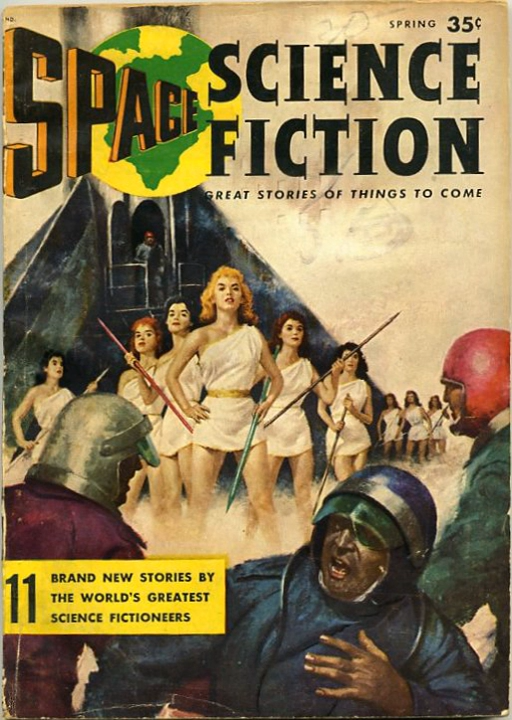 NO.
SPRING 35¢
SPACE
SCIENCE
FICTION
GREAT STORIES OF THINGS TO COME
11
BRAND NEW STORIES BY
THE WORLD'S GREATEST
SCIENCE FICTIONEERS